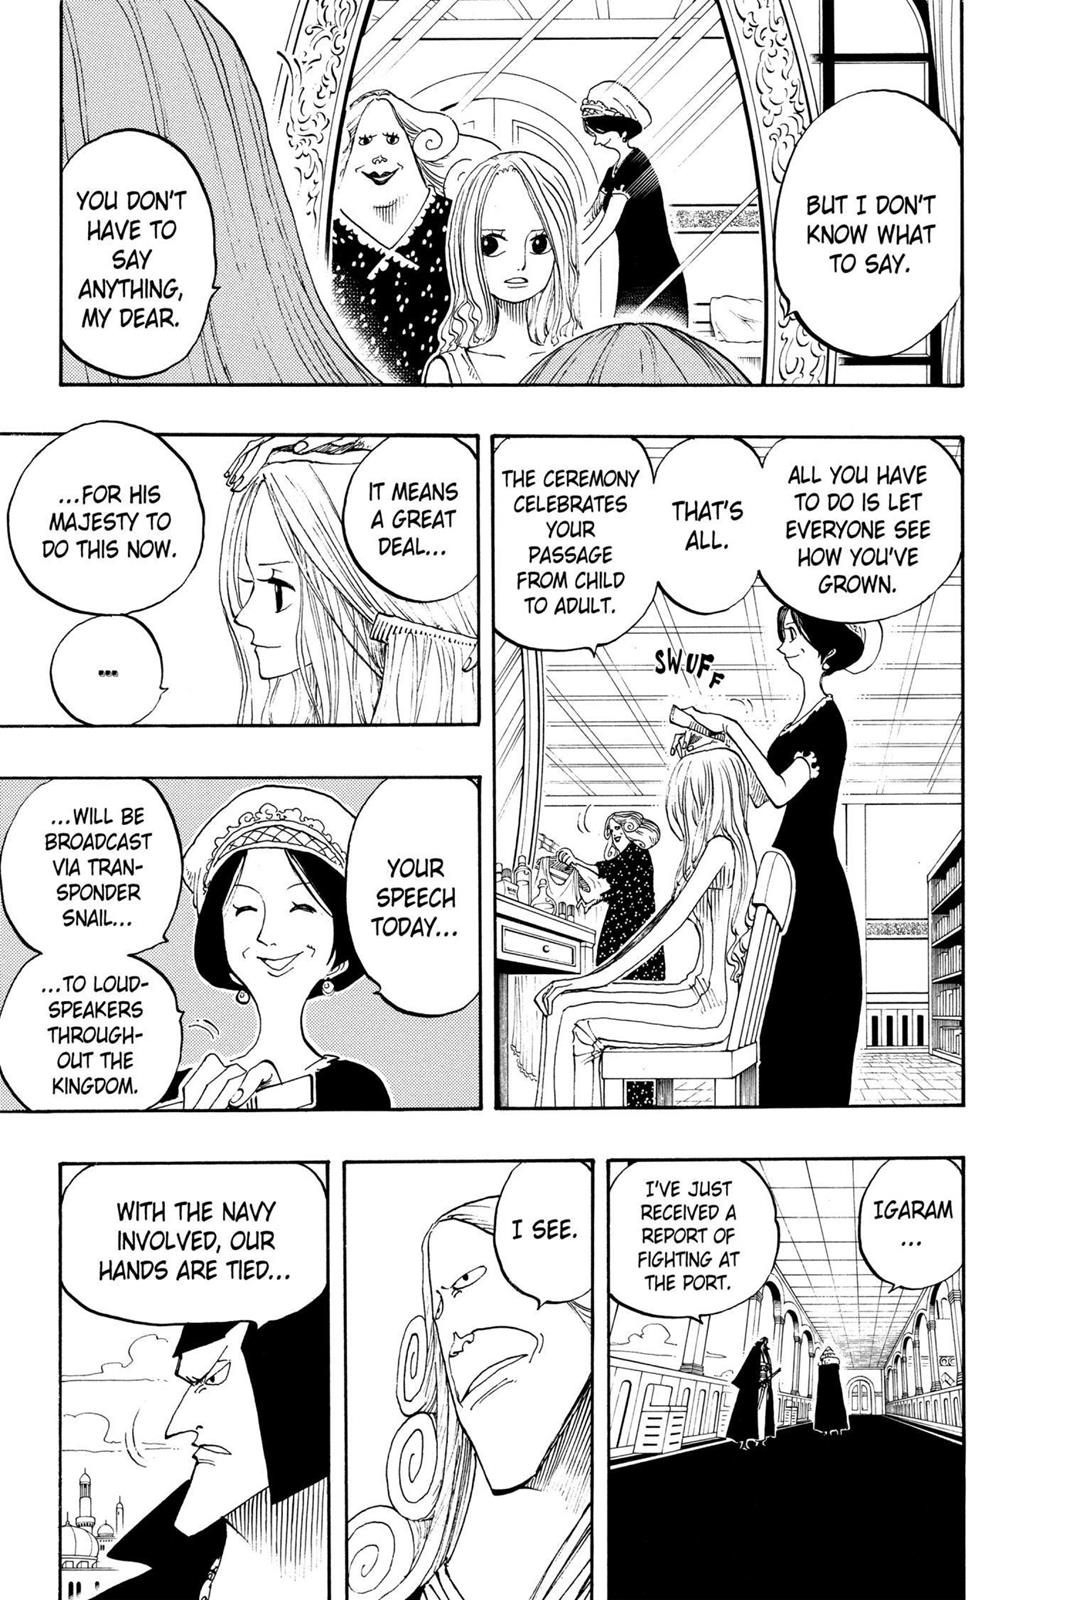 BUT I DON'T
KNOW WHAT
TO SAY.
YOU DON'T
HAVE TO
SAY
ANYTHING,
MY DEAR.
ALL YOU HAVE
TO DO IS LET
EVERYONE SEE
HOW YOU'VE
GROWN.
THAT'S
ALL.
THE CEREMONY
CELEBRATES
YOUR
PASSAGE
FROM CHILD
TO ADULT.
SWUFF
IT MEANS
A GREAT
DEAL...
...FOR HIS
MAJESTY TO
DO THIS NOW.
...
YOUR
SPEECH
TODAY...
...WILL BE
BROADCAST
VIA TRAN-
SPONDER
SNAIL...
...TO LOUD-
SPEAKERS
THROUGH-
OUT THE
KINGDOM.
IGARAM
...
I'VE JUST
RECEIVED A
REPORT OF
FIGHTING AT
THE PORT.
I SEE.
WITH THE NAVY
INVOLVED, OUR
HANDS ARE TIED...